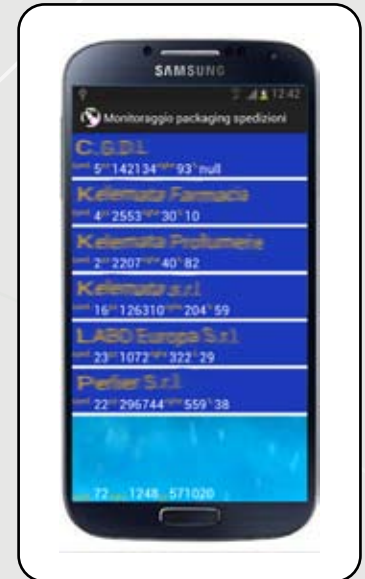 SAMSUNG
12:42
Monitoraggio packaging spedizioni
C.S.D.I.
5 142134 93 null
Kelemata Farmacia
4 2553 30 10
Kelemata Profumerie
2 2207 40 82
Kelemata s.r.l.
16 126310 204 59
LABO Europa S.r.l.
23 1072 322 29
Perlier S.r.l.
22 296744 559 38
72 1248 571020